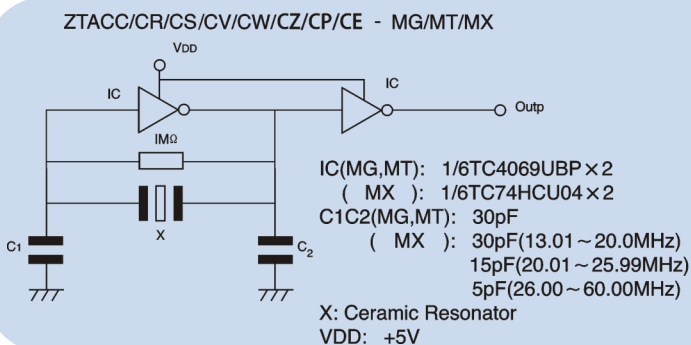 ZTACC/CR/CS/CV/CW/CZ/CP/CE - MG/MT/MX
VDD
IC
IC
Outp
IMΩ
X
C1
C2
IC(MG,MT): 1/6TC4069UBP×2
( MX ): 1/6TC74HCU04×2
C1C2(MG,MT): 30pF
( MX ): 30pF(13.01~20.0MHz)
15pF(20.01~25.99MHz)
5pF(26.00~60.00MHz)
X: Ceramic Resonator
VDD: +5V